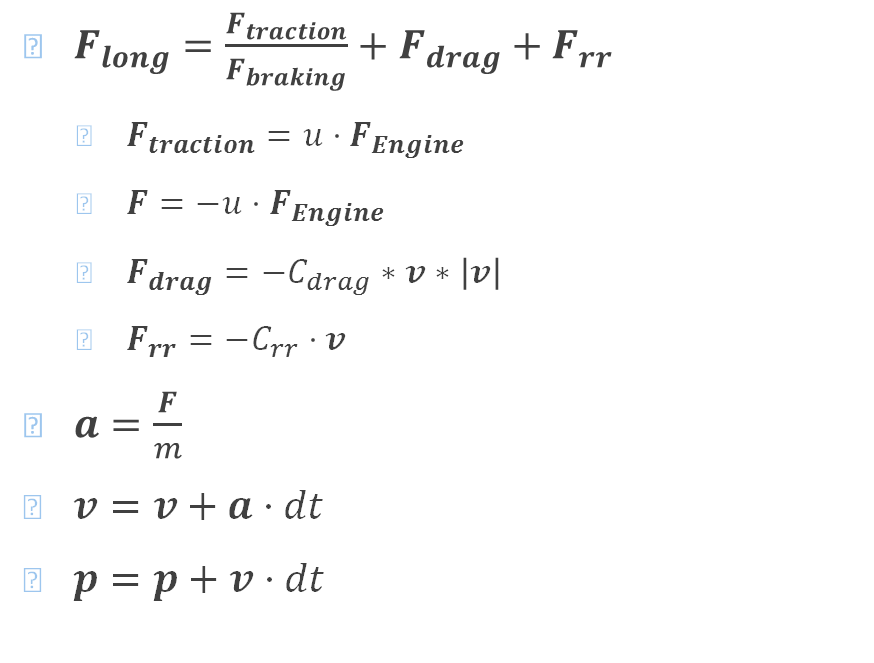 F_long = F_traction / F_braking + F_drag + F_rr
F_traction = u · F_Engine
F = −u · F_Engine
F_drag = −C_drag * v * |v|
F_rr = −C_rr · v
a = F / m
v = v + a · dt
p = p + v · dt